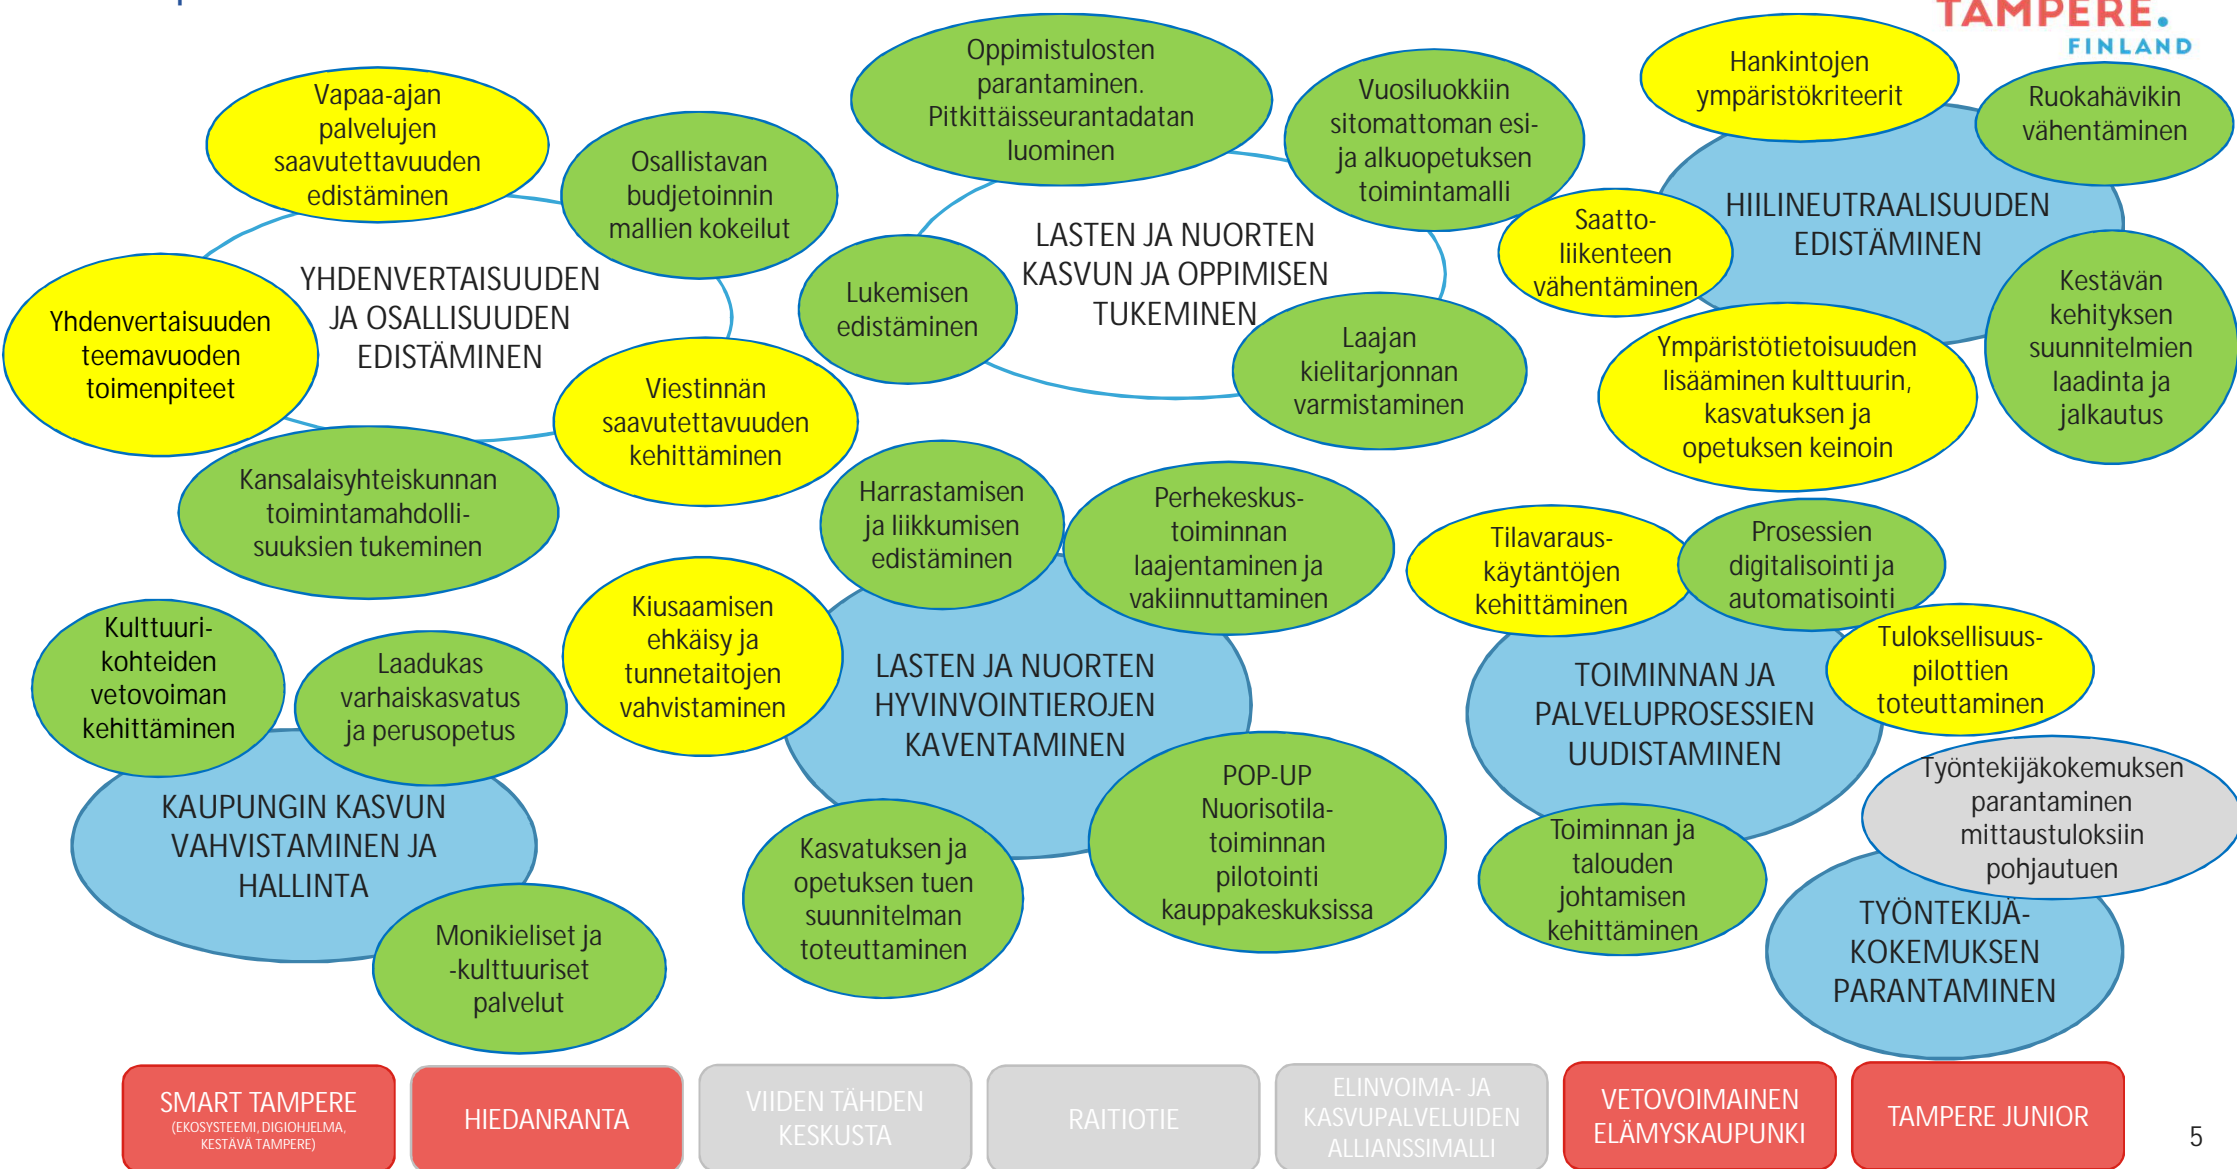 TAMPERE.
FINLAND
Vapaa-ajan
palvelujen
saavutettavuuden
edistäminen
Osallistavan
budjetoinnin
mallien kokeilut
YHDENVERTAISUUDEN
JA OSALLISUUDEN
EDISTÄMINEN
Yhdenvertaisuuden
teemavuoden
toimenpiteet
Viestinnän
saavutettavuuden
kehittäminen
Kansalaisyhteiskunnan
toimintamahdolli-
suuksien tukeminen
Oppimistulosten
parantaminen.
Pitkittäisseurantadatan
luominen
Vuosiluokkiin
sitomattoman esi-
ja alkuopetuksen
toimintamalli
LASTEN JA NUORTEN
KASVUN JA OPPIMISEN
TUKEMINEN
Lukemisen
edistäminen
Laajan
kielitarjonnan
varmistaminen
Hankintojen
ympäristökriteerit
Ruokahävikin
vähentäminen
HIILINEUTRAALISUUDEN
EDISTÄMINEN
Saatto-
liikenteen
vähentäminen
Kestävän
kehityksen
suunnitelmien
laadinta ja
jalkautus
Ympäristötietoisuuden
lisääminen kulttuurin,
kasvatuksen ja
opetuksen keinoin
Kulttuuri-
kohteiden
vetovoiman
kehittäminen
Laadukas
varhaiskasvatus
ja perusopetus
KAUPUNGIN KASVUN
VAHVISTAMINEN JA
HALLINTA
Monikieliset ja
-kulttuuriset
palvelut
Harrastamisen
ja liikkumisen
edistäminen
Perhekeskus-
toiminnan
laajentaminen ja
vakiinnuttaminen
Kiusaamisen
ehkäisy ja
tunnetaitojen
vahvistaminen
LASTEN JA NUORTEN
HYVINVOINTIEROJEN
KAVENTAMINEN
Kasvatuksen ja
opetuksen tuen
suunnitelman
toteuttaminen
POP-UP
Nuorisotila-
toiminnan
pilotointi
kauppakeskuksissa
Tilavaraus-
käytäntöjen
kehittäminen
Prosessien
digitalisointi ja
automatisointi
Tuloksellisuus-
pilottien
toteuttaminen
TOIMINNAN JA
PALVELUPROSESSIEN
UUDISTAMINEN
Toiminnan ja
talouden
johtamisen
kehittäminen
Työntekijäkokemuksen
parantaminen
mittaustuloksiin
pohjautuen
TYÖNTEKIJÄ-
KOKEMUKSEN
PARANTAMINEN
SMART TAMPERE
(EKOSYSTEEMI, DIGIOHJELMA,
KESTÄVÄ TAMPERE)
HIEDANRANTA
VIIDEN TÄHDEN
KESKUSTA
RAITIOTIE
ELINVOIMA- JA
KASVUPALVELUIDEN
ALLIANSSIMALLI
VETOVOIMAINEN
ELÄMYSKAUPUNKI
TAMPERE JUNIOR
5